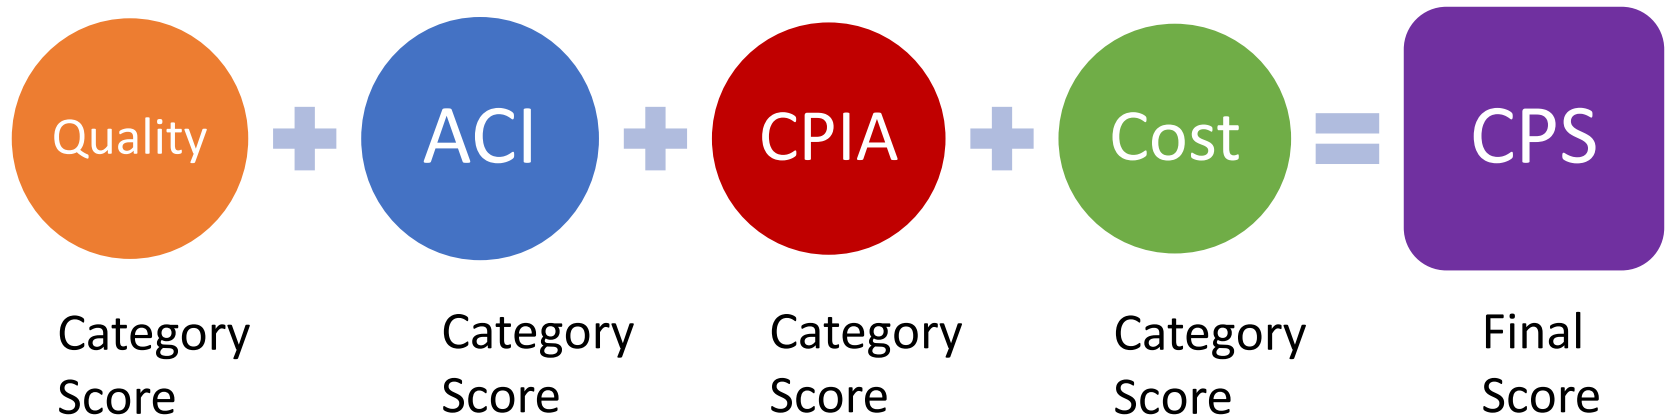 Quality + ACI + CPIA + Cost = CPS
Category Category Category Category Final
Score Score Score Score Score